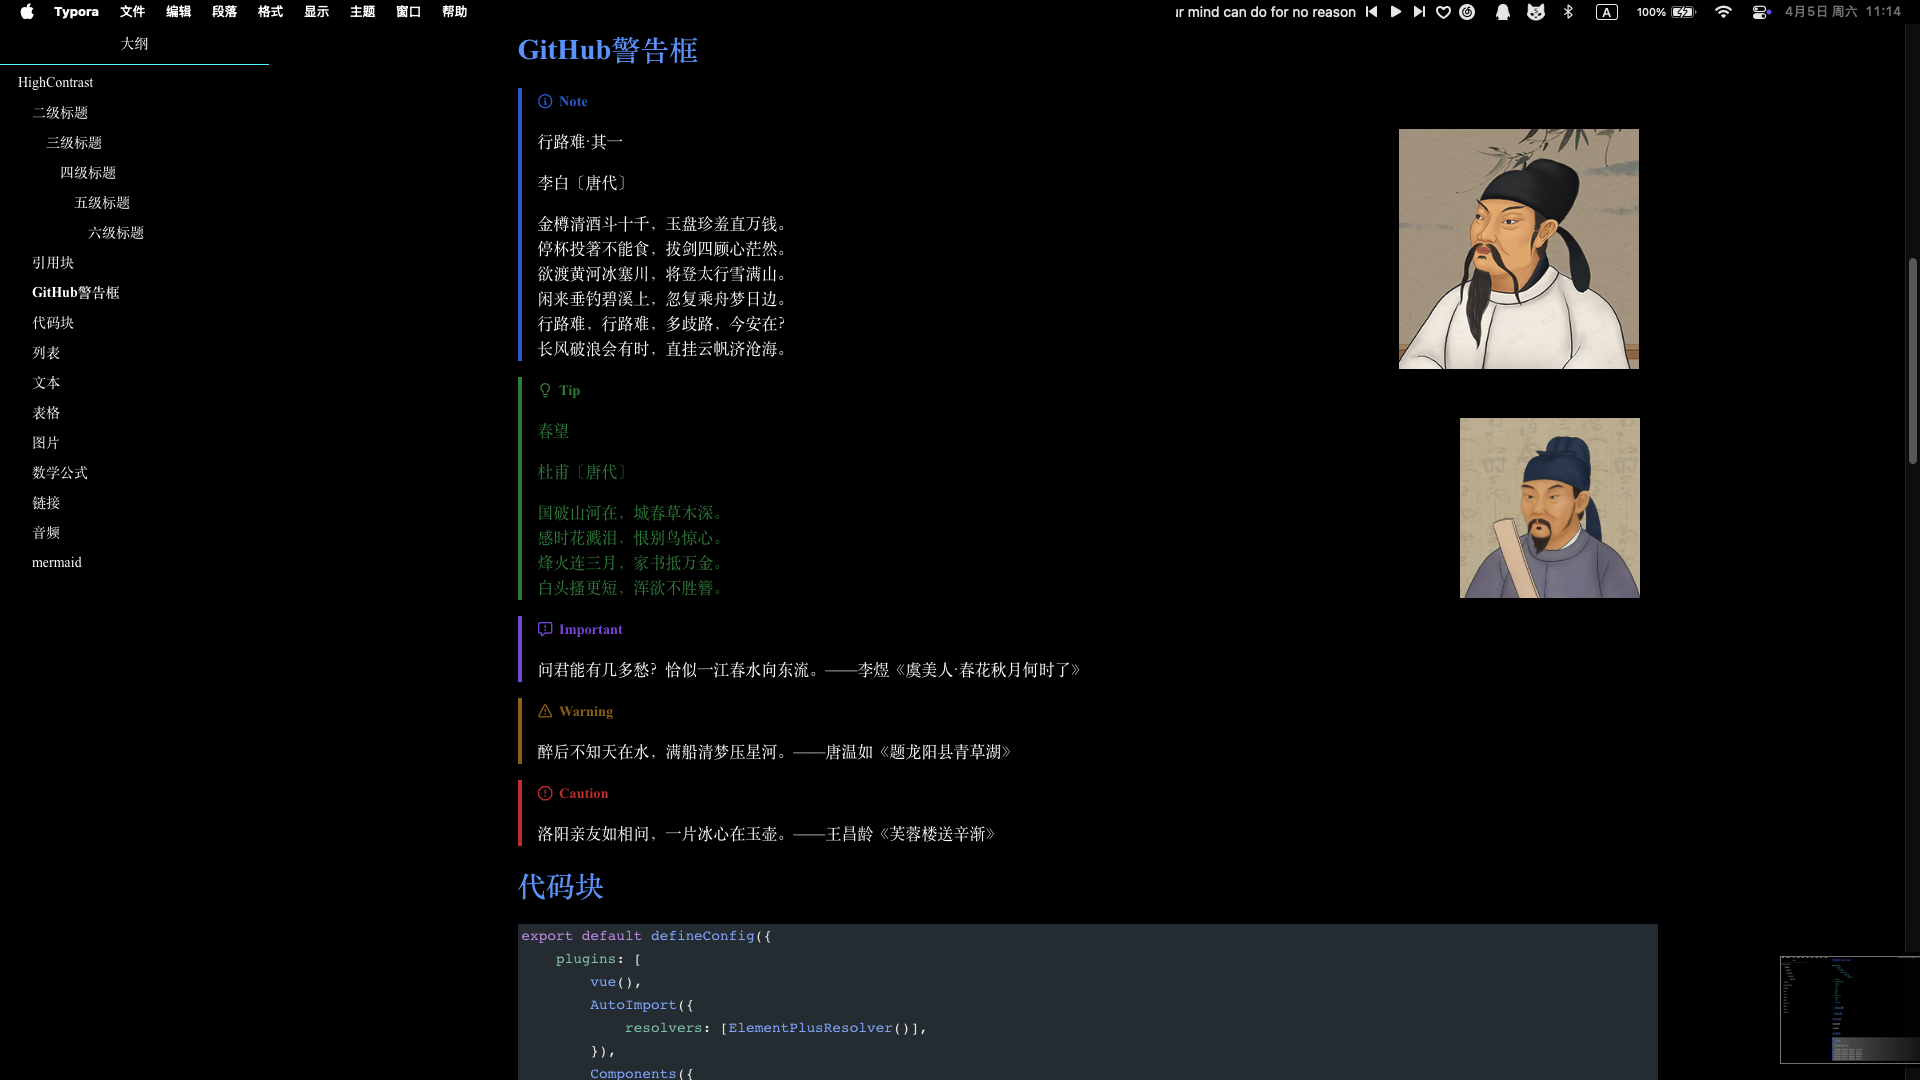 Typora 文件 编辑 段落 格式 显示 主题 窗口 帮助
ur mind can do for no reason
A
100%
4月5日 周六 11:14
大纲
HighContrast
二级标题
三级标题
四级标题
五级标题
六级标题
引用块
GitHub警告框
代码块
列表
文本
表格
图片
数学公式
链接
音频
mermaid
GitHub警告框
Note
行路难·其一
李白〔唐代〕
金樽清酒斗十千，玉盘珍羞直万钱。
停杯投箸不能食，拔剑四顾心茫然。
欲渡黄河冰塞川，将登太行雪满山。
闲来垂钓碧溪上，忽复乘舟梦日边。
行路难，行路难，多歧路，今安在？
长风破浪会有时，直挂云帆济沧海。
Tip
春望
杜甫〔唐代〕
国破山河在，城春草木深。
感时花溅泪，恨别鸟惊心。
烽火连三月，家书抵万金。
白头搔更短，浑欲不胜簪。
Important
问君能有几多愁？恰似一江春水向东流。——李煜《虞美人·春花秋月何时了》
Warning
醉后不知天在水，满船清梦压星河。——唐温如《题龙阳县青草湖》
Caution
洛阳亲友如相问，一片冰心在玉壶。——王昌龄《芙蓉楼送辛渐》
代码块
export default defineConfig({
    plugins: [
        vue(),
        AutoImport({
            resolvers: [ElementPlusResolver()],
        }),
        Components({